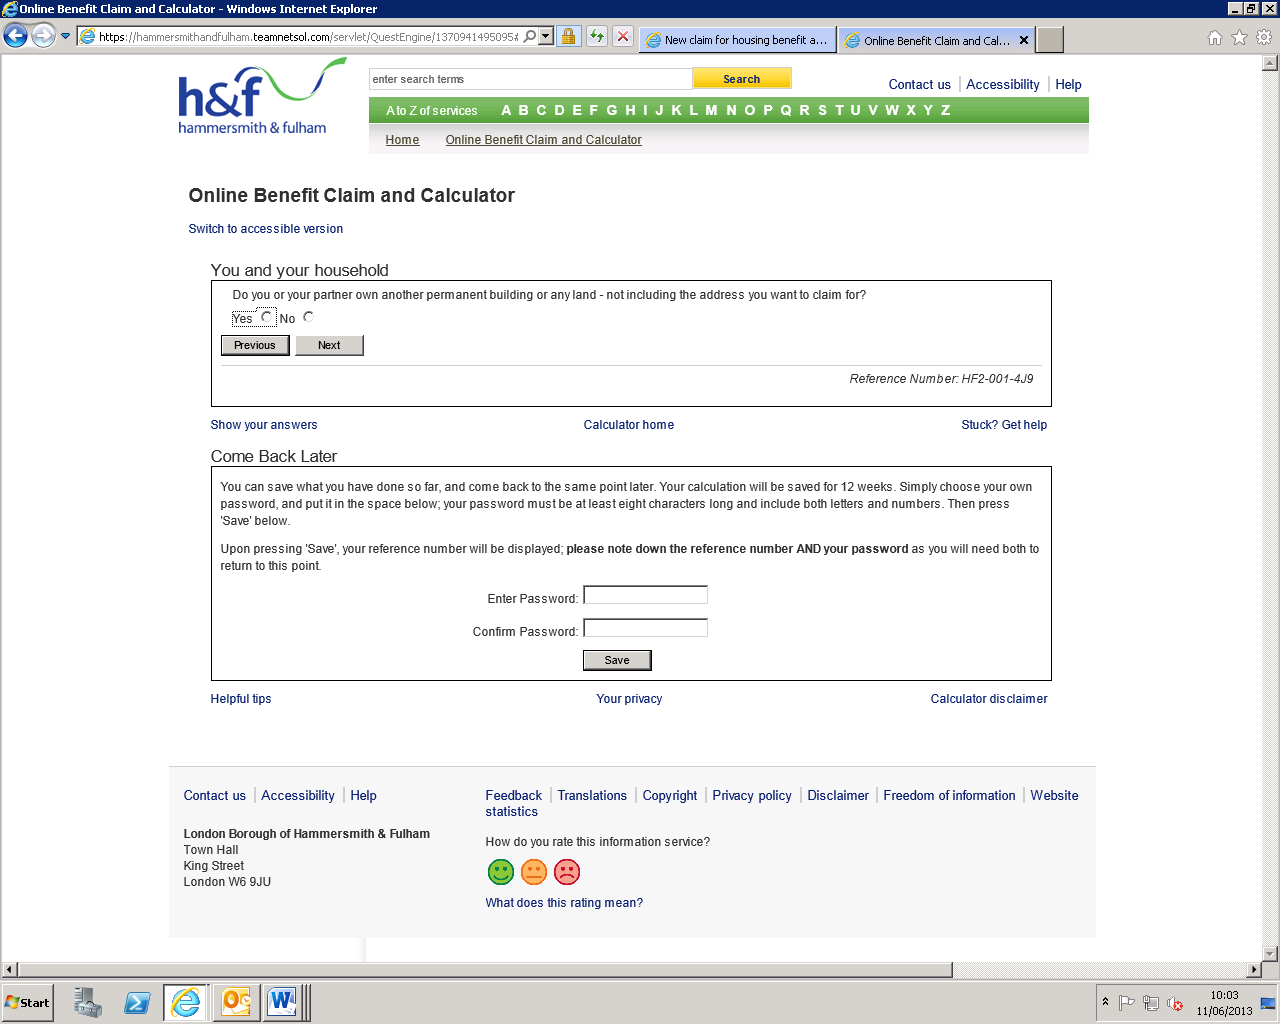 Online Benefit Claim and Calculator - Windows Internet Explorer
https://hammersmithandfulham.teamnetsol.com/servlet/QuestEngine/1370941495095#
New claim for housing benefit a...
Online Benefit Claim and Cal...
h&f
hammersmith & fulham
enter search terms
Search
Contact us
Accessibility
Help
A to Z of services
A B C D E F G H I J K L M N O P Q R S T U V W X Y Z
Home
Online Benefit Claim and Calculator
Online Benefit Claim and Calculator
Switch to accessible version
You and your household
Do you or your partner own another permanent building or any land - not including the address you want to claim for?
Yes No
Previous Next
Reference Number: HF2-001-4J9
Show your answers
Calculator home
Stuck? Get help
Come Back Later
You can save what you have done so far, and come back to the same point later. Your calculation will be saved for 12 weeks. Simply choose your own
password, and put it in the space below; your password must be at least eight characters long and include both letters and numbers. Then press
'Save' below.
Upon pressing 'Save', your reference number will be displayed; please note down the reference number AND your password as you will need both to
return to this point.
Enter Password:
Confirm Password:
Save
Helpful tips
Your privacy
Calculator disclaimer
Contact us
Accessibility
Help
Feedback
Translations
Copyright
Privacy policy
Disclaimer
Freedom of information
Website
statistics
London Borough of Hammersmith & Fulham
Town Hall
King Street
London W6 9JU
How do you rate this information service?
What does this rating mean?
Start
10:03
11/06/2013